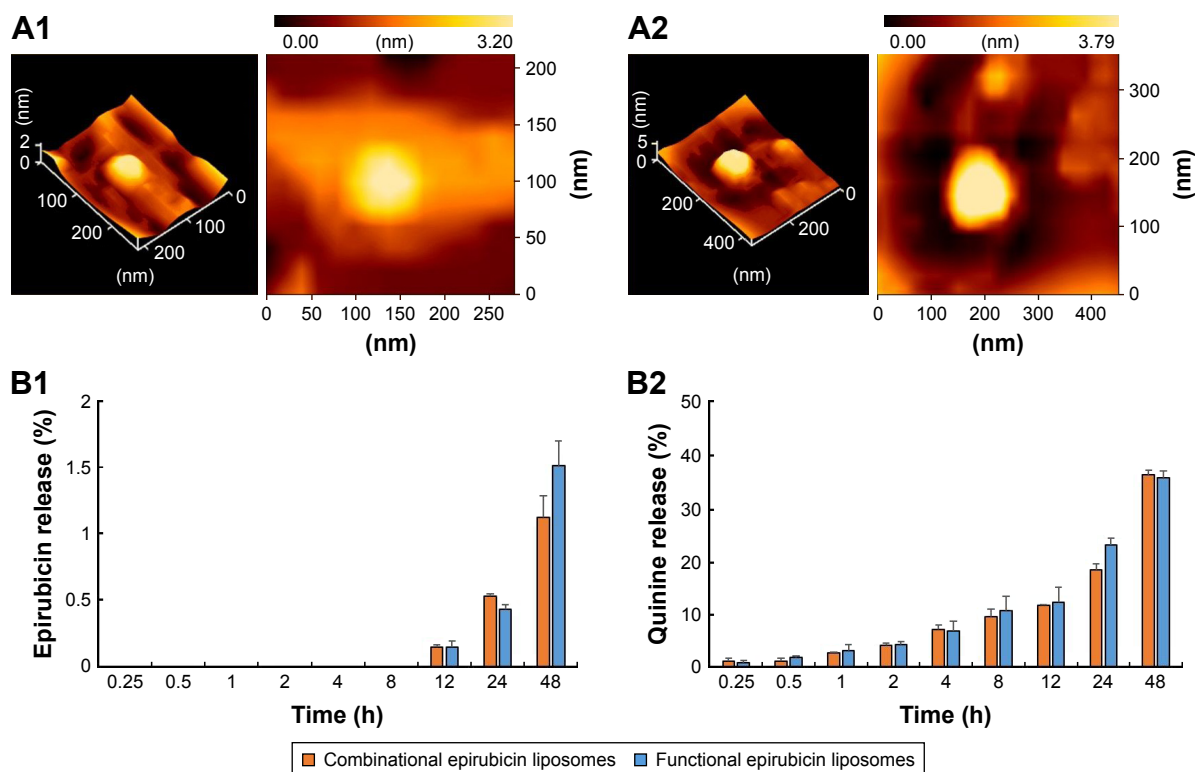 A1
0.00 (nm) 3.20
(nm)
2
0
100
200
(nm)
0
100
200
200
150
100
50
0
(nm)
0 50 100 150 200 250
(nm)
A2
0.00 (nm) 3.79
(nm)
5
0
200
400
(nm)
0
200
300
200
100
0
(nm)
0 100 200 300 400
(nm)
B1
Epirubicin release (%)
2
1.5
1
0.5
0
0.25 0.5 1 2 4 8 12 24 48
Time (h)
B2
Quinine release (%)
50
40
30
20
10
0
0.25 0.5 1 2 4 8 12 24 48
Time (h)
Combinational epirubicin liposomes Functional epirubicin liposomes